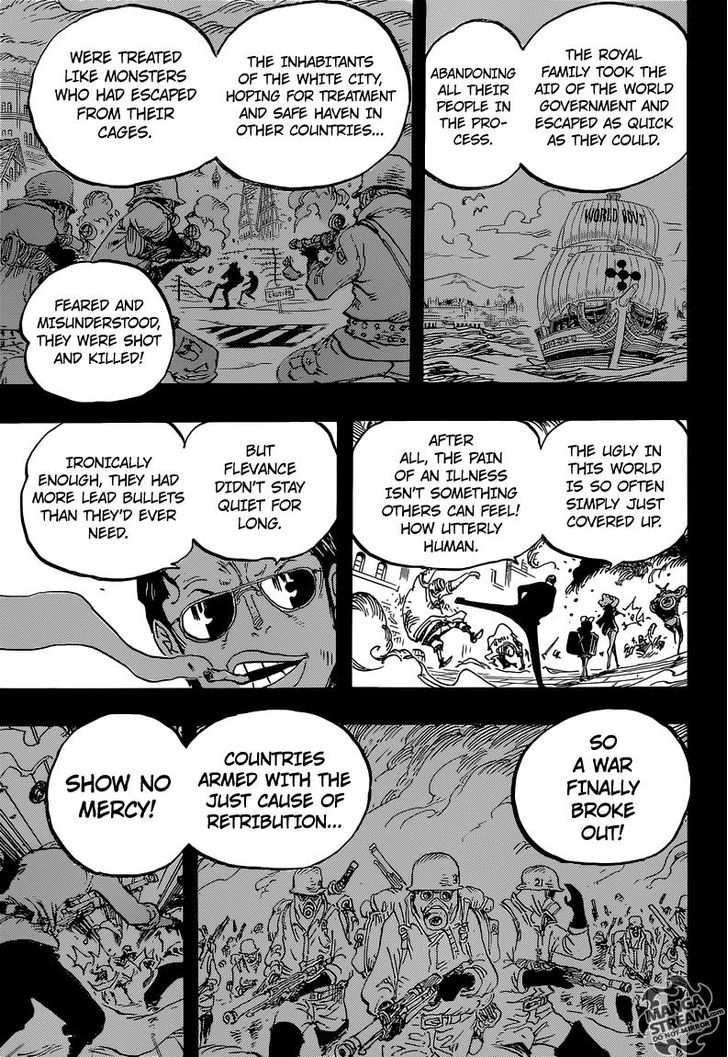 THE ROYAL
FAMILY TOOK THE
AID OF THE WORLD
GOVERNMENT AND
ESCAPED AS QUICK
AS THEY COULD.
ABANDONING
ALL THEIR
PEOPLE IN
THE PRO-
CESS.
WORLD GOVT
THE INHABITANTS
OF THE WHITE CITY,
HOPING FOR TREATMENT
AND SAFE HAVEN IN
OTHER COUNTRIES...
WERE TREATED
LIKE MONSTERS
WHO HAD ESCAPED
FROM THEIR
CAGES.
CAUTION
FEARED AND
MISUNDERSTOOD,
THEY WERE SHOT
AND KILLED!
THE UGLY IN
THIS WORLD
IS SO OFTEN
SIMPLY JUST
COVERED UP.
AFTER
ALL, THE PAIN
OF AN ILLNESS
ISN'T SOMETHING
OTHERS CAN FEEL!
HOW UTTERLY
HUMAN.
BUT
FLEVANCE
DIDN'T STAY
QUIET FOR
LONG.
IRONICALLY
ENOUGH, THEY HAD
MORE LEAD BULLETS
THAN THEY'D EVER
NEED.
SO
A WAR
FINALLY
BROKE
OUT!
COUNTRIES
ARMED WITH THE
JUST CAUSE OF
RETRIBUTION...
SHOW NO
MERCY!
21
MANGA
STREAM.com
DO NOT MIRROR